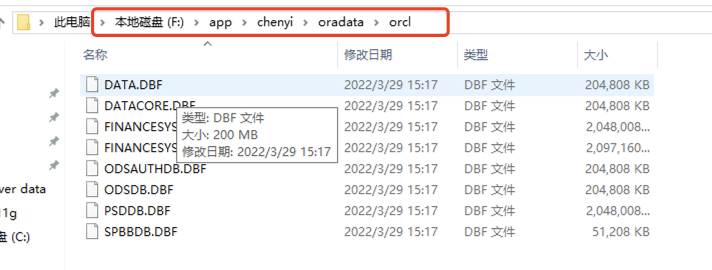 此电脑 › 本地磁盘 (F:) › app › chenyi › oradata › orcl
名称 修改日期 类型 大小
DATA.DBF 2022/3/29 15:17 DBF 文件 204,808 KB
DATACORE.DBF 2022/3/29 15:17 DBF 文件 204,808 KB
FINANCESYS 2022/3/29 15:17 DBF 文件 2,048,008...
FINANCESYS 2022/3/29 15:17 DBF 文件 2,097,160...
ODSAUTHDB.DBF 2022/3/29 15:17 DBF 文件 204,808 KB
ODSDB.DBF 2022/3/29 15:17 DBF 文件 204,808 KB
PSDDB.DBF 2022/3/29 15:17 DBF 文件 2,048,008...
SPBBDB.DBF 2022/3/29 15:17 DBF 文件 51,208 KB
类型: DBF 文件
大小: 200 MB
修改日期: 2022/3/29 15:17
ver data
11g
盘 (C:)